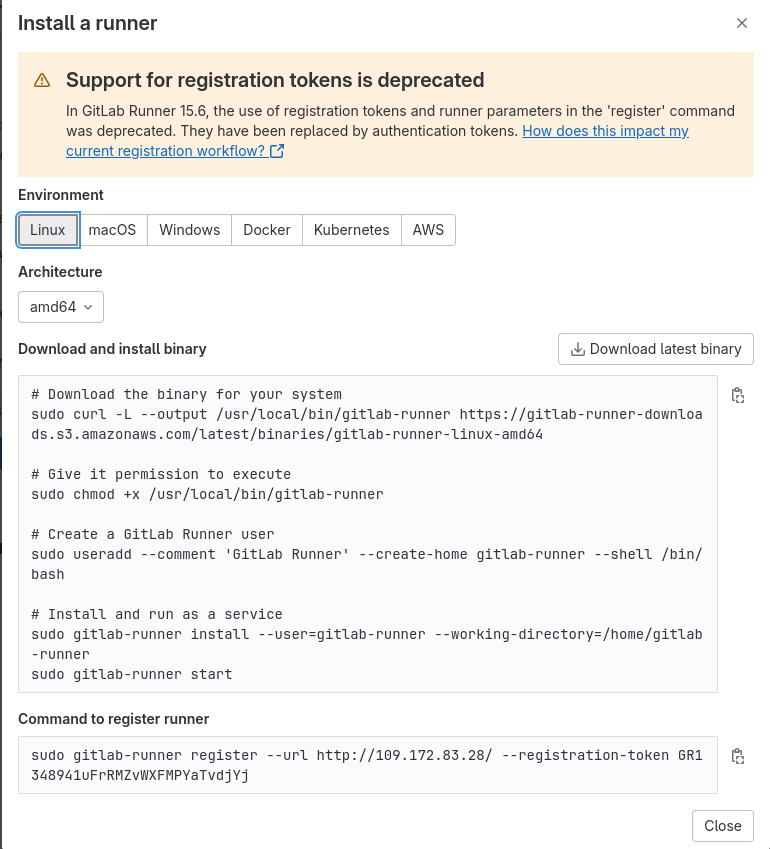 Install a runner
Support for registration tokens is deprecated
In GitLab Runner 15.6, the use of registration tokens and runner parameters in the 'register' command
was deprecated. They have been replaced by authentication tokens. How does this impact my
current registration workflow?
Environment
Linux macOS Windows Docker Kubernetes AWS
Architecture
amd64
Download and install binary Download latest binary
# Download the binary for your system
sudo curl -L --output /usr/local/bin/gitlab-runner https://gitlab-runner-downloa
ds.s3.amazonaws.com/latest/binaries/gitlab-runner-linux-amd64
# Give it permission to execute
sudo chmod +x /usr/local/bin/gitlab-runner
# Create a GitLab Runner user
sudo useradd --comment 'GitLab Runner' --create-home gitlab-runner --shell /bin/
bash
# Install and run as a service
sudo gitlab-runner install --user=gitlab-runner --working-directory=/home/gitlab
-runner
sudo gitlab-runner start
Command to register runner
sudo gitlab-runner register --url http://109.172.83.28/ --registration-token GR1
348941uFrRMZvWXFMPYaTvdjYj
Close